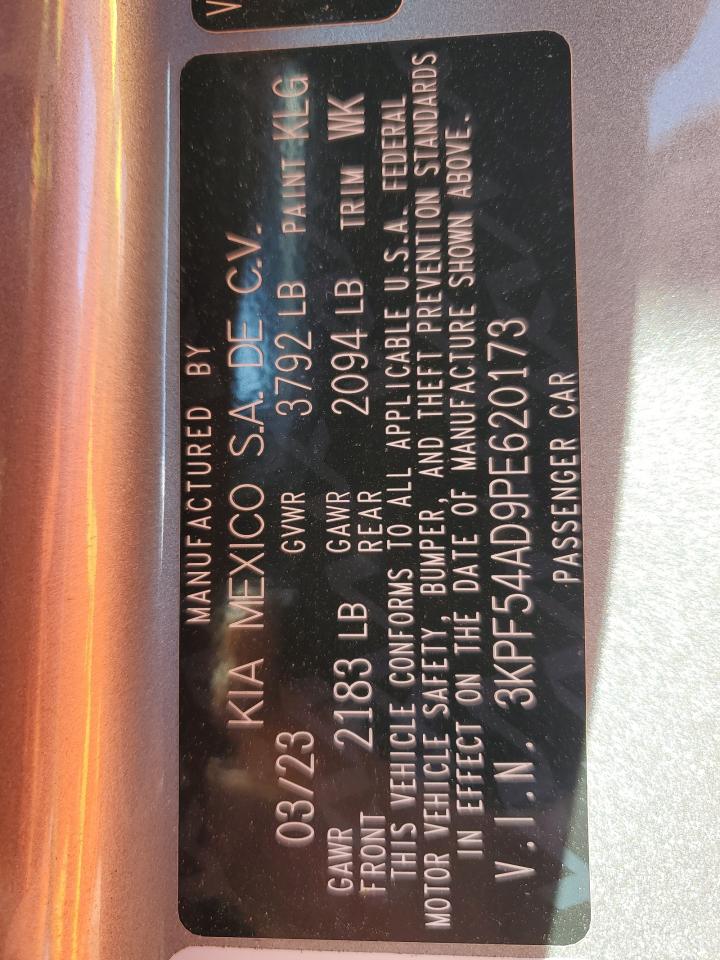 MANUFACTURED BY
KIA MEXICO S.A. DE C.V.
03/23 GVWR 3792 LB PAINT KLG
GAWR FRONT 2183 LB GAWR REAR 2094 LB TRIM WK
THIS VEHICLE CONFORMS TO ALL APPLICABLE U.S.A. FEDERAL
MOTOR VEHICLE SAFETY, BUMPER, AND THEFT PREVENTION STANDARDS
IN EFFECT ON THE DATE OF MANUFACTURE SHOWN ABOVE.
V.I.N. 3KPF54AD9PE620173
PASSENGER CAR